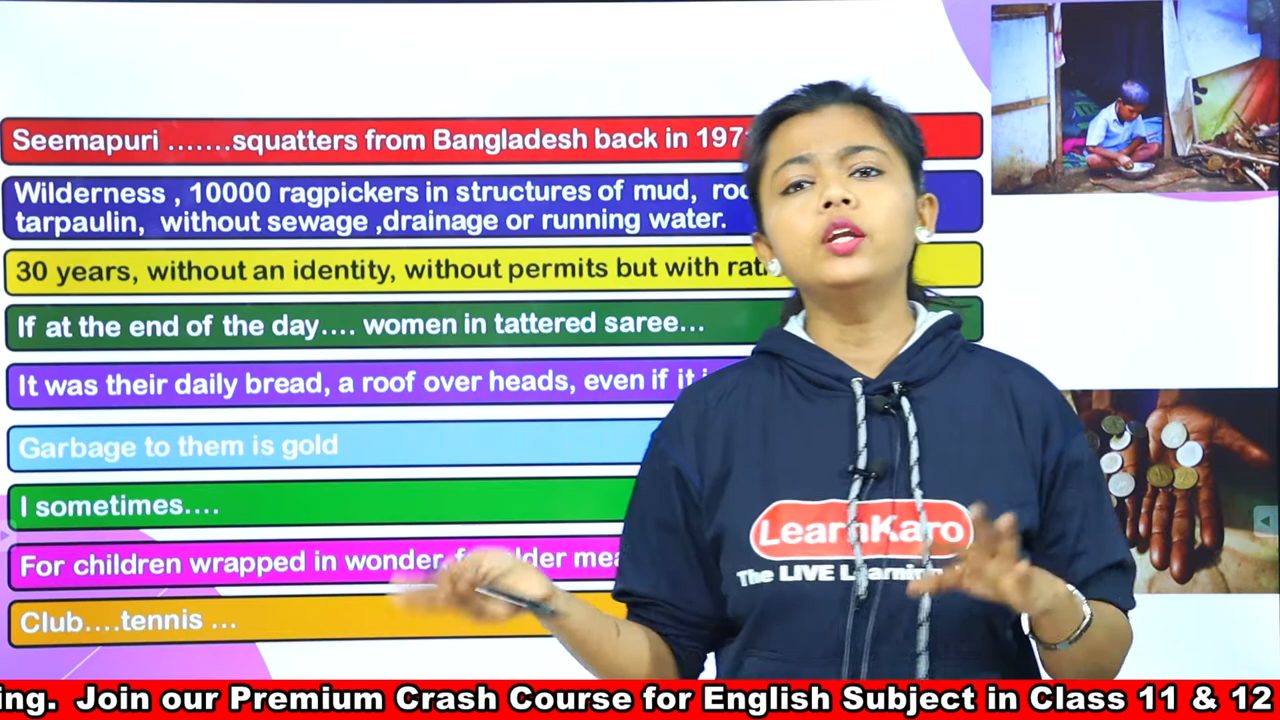 Seemapuri …….squatters from Bangladesh back in 197
Wilderness , 10000 ragpickers in structures of mud,
tarpaulin, without sewage ,drainage or running water.
30 years, without an identity, without permits but with
If at the end of the day…. women in tattered saree…
It was their daily bread, a roof over heads, even if it
Garbage to them is gold
I sometimes….
For children wrapped in wonder,
Club….tennis …
LearnKaro
The LIVE
ing. Join our Premium Crash Course for English Subject in Class 11 & 12